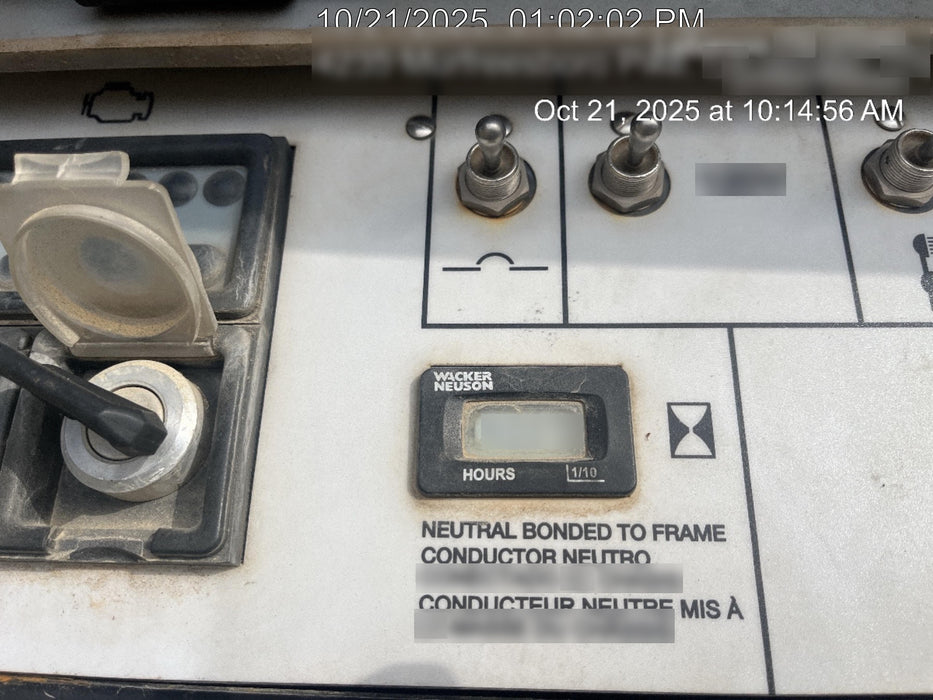 10/21/2025 01:02:02 PM
Oct 21, 2025 at 10:14:56 AM
WACKER
NEUSON
HOURS 1/10
NEUTRAL BONDED TO FRAME
CONDUCTOR NEUTRO
CONDUCTEUR NEUTRE MIS À